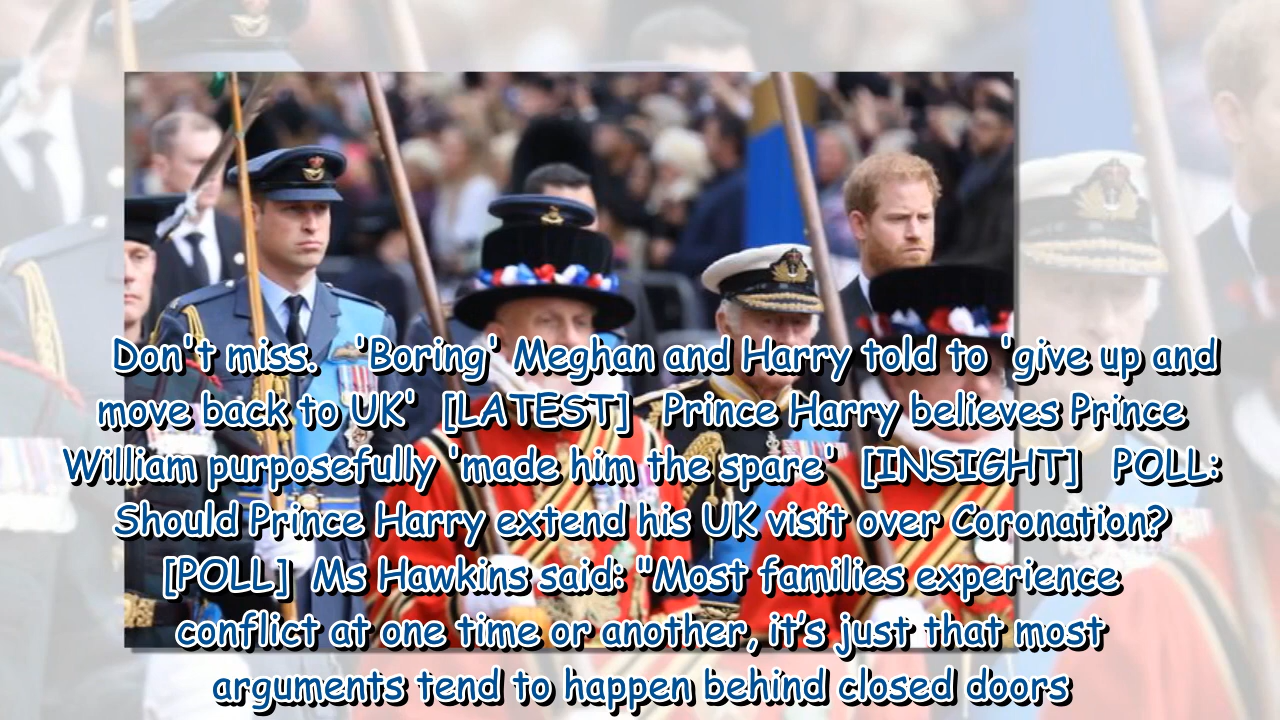 Don't miss.   'Boring' Meghan and Harry told to 'give up and
move back to UK'  [LATEST]   Prince Harry believes Prince
William purposefully 'made him the spare'  [INSIGHT]   POLL:
Should Prince Harry extend his UK visit over Coronation?
[POLL]  Ms Hawkins said: "Most families experience
conflict at one time or another, it’s just that most
arguments tend to happen behind closed doors